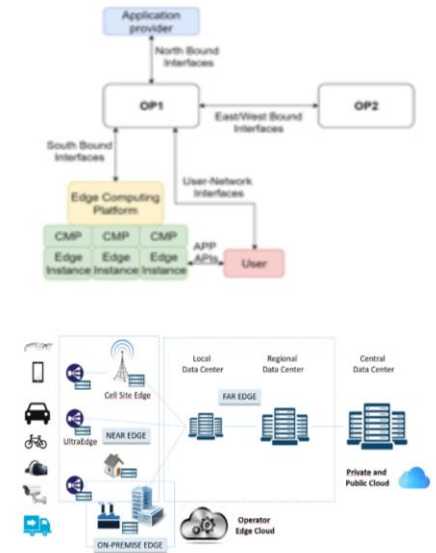 Application
provider
North Bound
Interfaces
OP1
OP2
East/West Bound
Interfaces
South Bound
Interfaces
User-Network
Interfaces
Edge Computing
Platform
CMP CMP CMP
Edge Edge Edge
Instance Instance Instance
APP
APIs
User
Local
Data Center
Regional
Data Center
Central
Data Center
Cell Site Edge
FAR EDGE
UltraEdge
NEAR EDGE
Private and
Public Cloud
Operator
Edge Cloud
ON-PREMISE EDGE